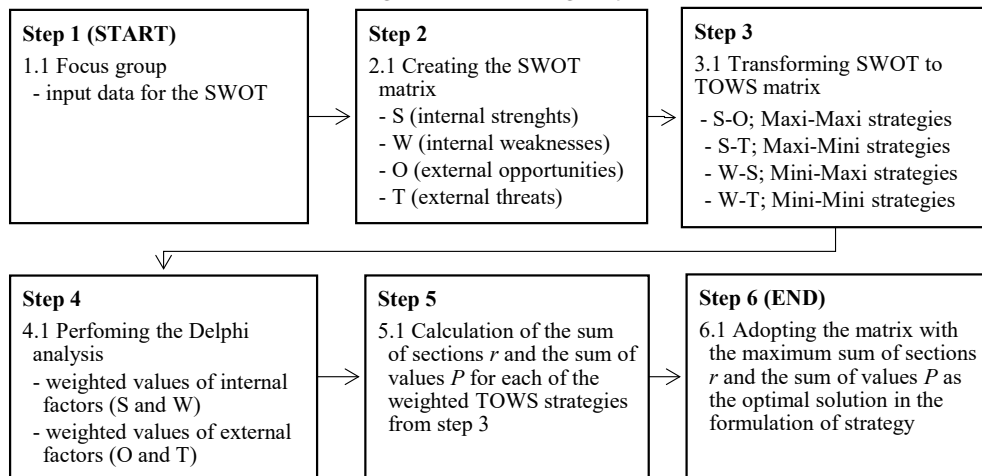 Step 1 (START)
1.1 Focus group
- input data for the SWOT
Step 2
2.1 Creating the SWOT
matrix
- S (internal strenghts)
- W (internal weaknesses)
- O (external opportunities)
- T (external threats)
Step 3
3.1 Transforming SWOT to
TOWS matrix
- S-O; Maxi-Maxi strategies
- S-T; Maxi-Mini strategies
- W-S; Mini-Maxi strategies
- W-T; Mini-Mini strategies
Step 4
4.1 Perfoming the Delphi
analysis
- weighted values of internal
factors (S and W)
- weighted values of external
factors (O and T)
Step 5
5.1 Calculation of the sum
of sections r and the sum of
values P for each of the
weighted TOWS strategies
from step 3
Step 6 (END)
6.1 Adopting the matrix with
the maximum sum of sections
r and the sum of values P as
the optimal solution in the
formulation of strategy